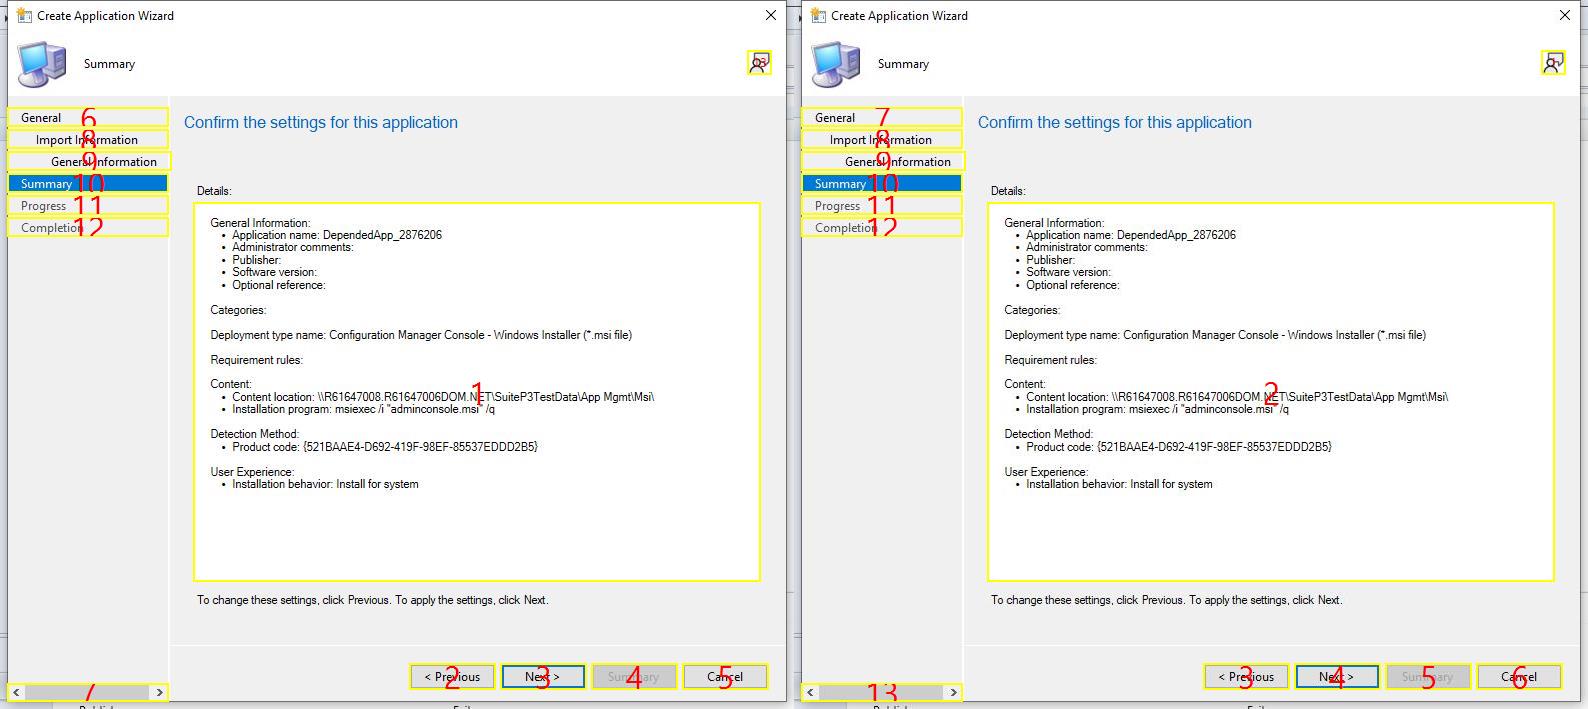 Create Application Wizard
Summary
13
General
6
Import Information
8
General Information
9
Summary
10
Progress
11
Completion
12
Confirm the settings for this application
Details:
General Information:
• Application name: DependedApp_2876206
• Administrator comments:
• Publisher:
• Software version:
• Optional reference:
Categories:
Deployment type name: Configuration Manager Console - Windows Installer (*.msi file)
Requirement rules:
Content:
1
• Content location: \\R61647008.R61647006DOM.NET\SuiteP3TestData\App Mgmt\Msi\
• Installation program: msiexec /i "adminconsole.msi" /q
Detection Method:
• Product code: {521BAAE4-D692-419F-98EF-85537EDDD2B5}
User Experience:
• Installation behavior: Install for system
To change these settings, click Previous. To apply the settings, click Next.
< Previous
2
Next >
3
Summary
4
Cancel
5
7
Create Application Wizard
Summary
General
7
Import Information
8
General Information
9
Summary
10
Progress
11
Completion
12
Confirm the settings for this application
Details:
General Information:
• Application name: DependedApp_2876206
• Administrator comments:
• Publisher:
• Software version:
• Optional reference:
Categories:
Deployment type name: Configuration Manager Console - Windows Installer (*.msi file)
Requirement rules:
Content:
2
• Content location: \\R61647008.R61647006DOM.NET\SuiteP3TestData\App Mgmt\Msi\
• Installation program: msiexec /i "adminconsole.msi" /q
Detection Method:
• Product code: {521BAAE4-D692-419F-98EF-85537EDDD2B5}
User Experience:
• Installation behavior: Install for system
To change these settings, click Previous. To apply the settings, click Next.
< Previous
3
Next >
4
Summary
5
Cancel
6
13